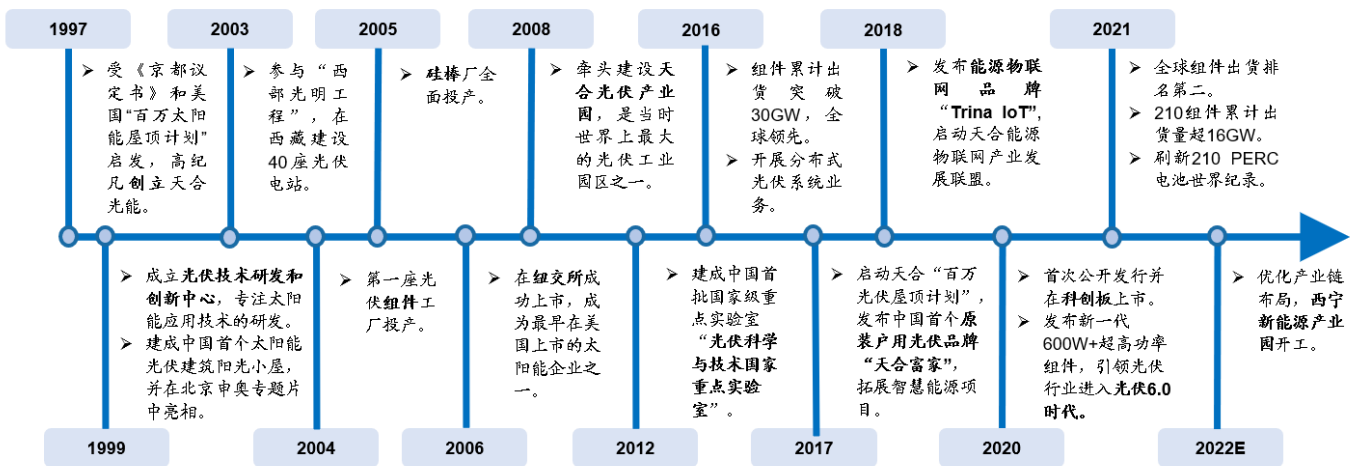 1997
2003
2005
2008
2016
2018
2021
➢ 受《京都议
定书》和美
国“百万太阳
能屋顶计划”
启发，高纪
凡创立天合
光能。
➢ 参与“西
部光明工
程”，在
西藏建设
40座光伏
电站。
➢ 硅棒厂全
面投产。
➢ 牵头建设天
合光伏产业
园，是当时
世界上最大
的光伏工业
园区之一。
➢ 组件累计出
货突破
30GW，全
球领先。
➢ 开展分布式
光伏系统业
务。
➢ 发布能源物联
网品牌
“Trina IoT”，
启动天合能源
物联网产业发
展联盟。
➢ 全球组件出货排
名第二。
➢ 210组件累计出
货量超16GW。
➢ 刷新210 PERC
电池世界纪录。
➢ 成立光伏技术研发和
创新中心，专注太阳
能应用技术的研发。
➢ 建成中国首个太阳能
光伏建筑阳光小屋，
并在北京申奥专题片
中亮相。
➢ 第一座光
伏组件工
厂投产。
➢ 在纽交所成
功上市，成
为最早在美
国上市的太
阳能企业之
一。
➢ 建成中国首
批国家级重
点实验室
“光伏科学
与技术国家
重点实验
室”。
➢ 启动天合“百万
光伏屋顶计划”，
发布中国首个原
装户用光伏品牌
“天合富家”，
拓展智慧能源项
目。
➢ 首次公开发行并
在科创板上市。
➢ 发布新一代
600W+超高功率
组件，引领光伏
行业进入光伏6.0
时代。
➢ 优化产业链
布局，西宁
新能源产业
园开工。
1999
2004
2006
2012
2017
2020
2022E